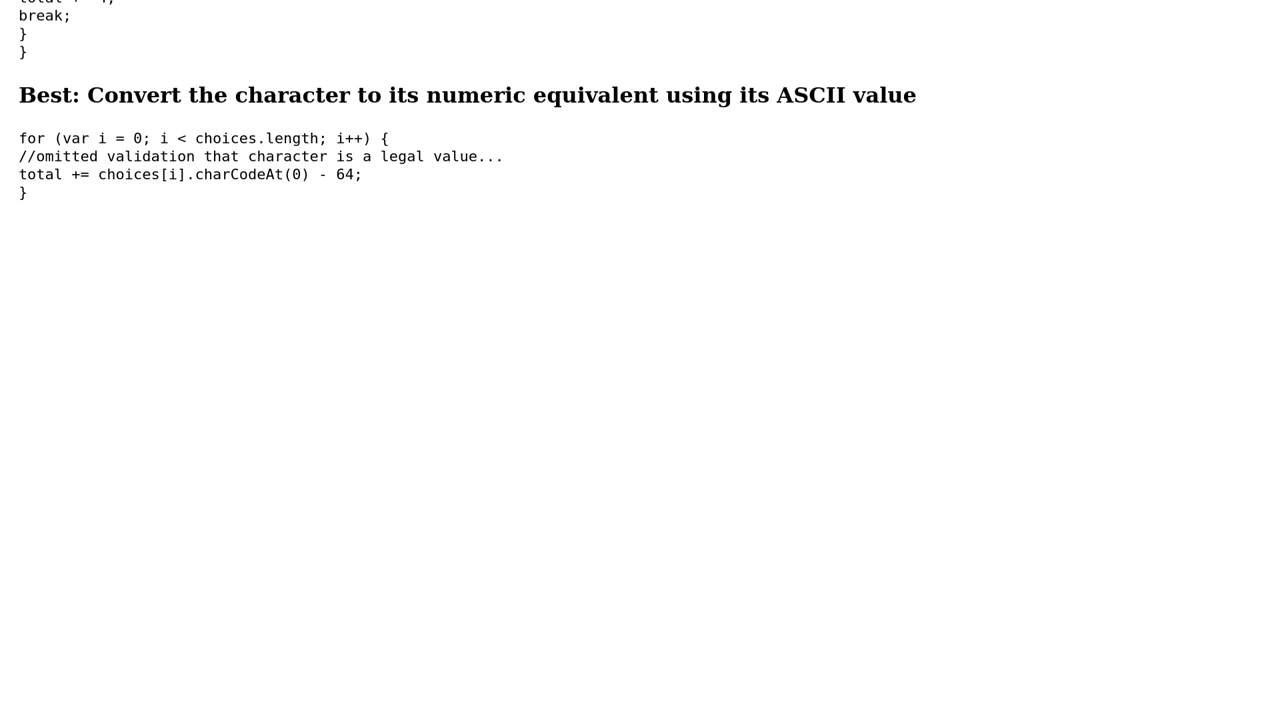 break;
}
}
Best: Convert the character to its numeric equivalent using its ASCII value
for (var i = 0; i < choices.length; i++) {
//omitted validation that character is a legal value...
total += choices[i].charCodeAt(0) - 64;
}